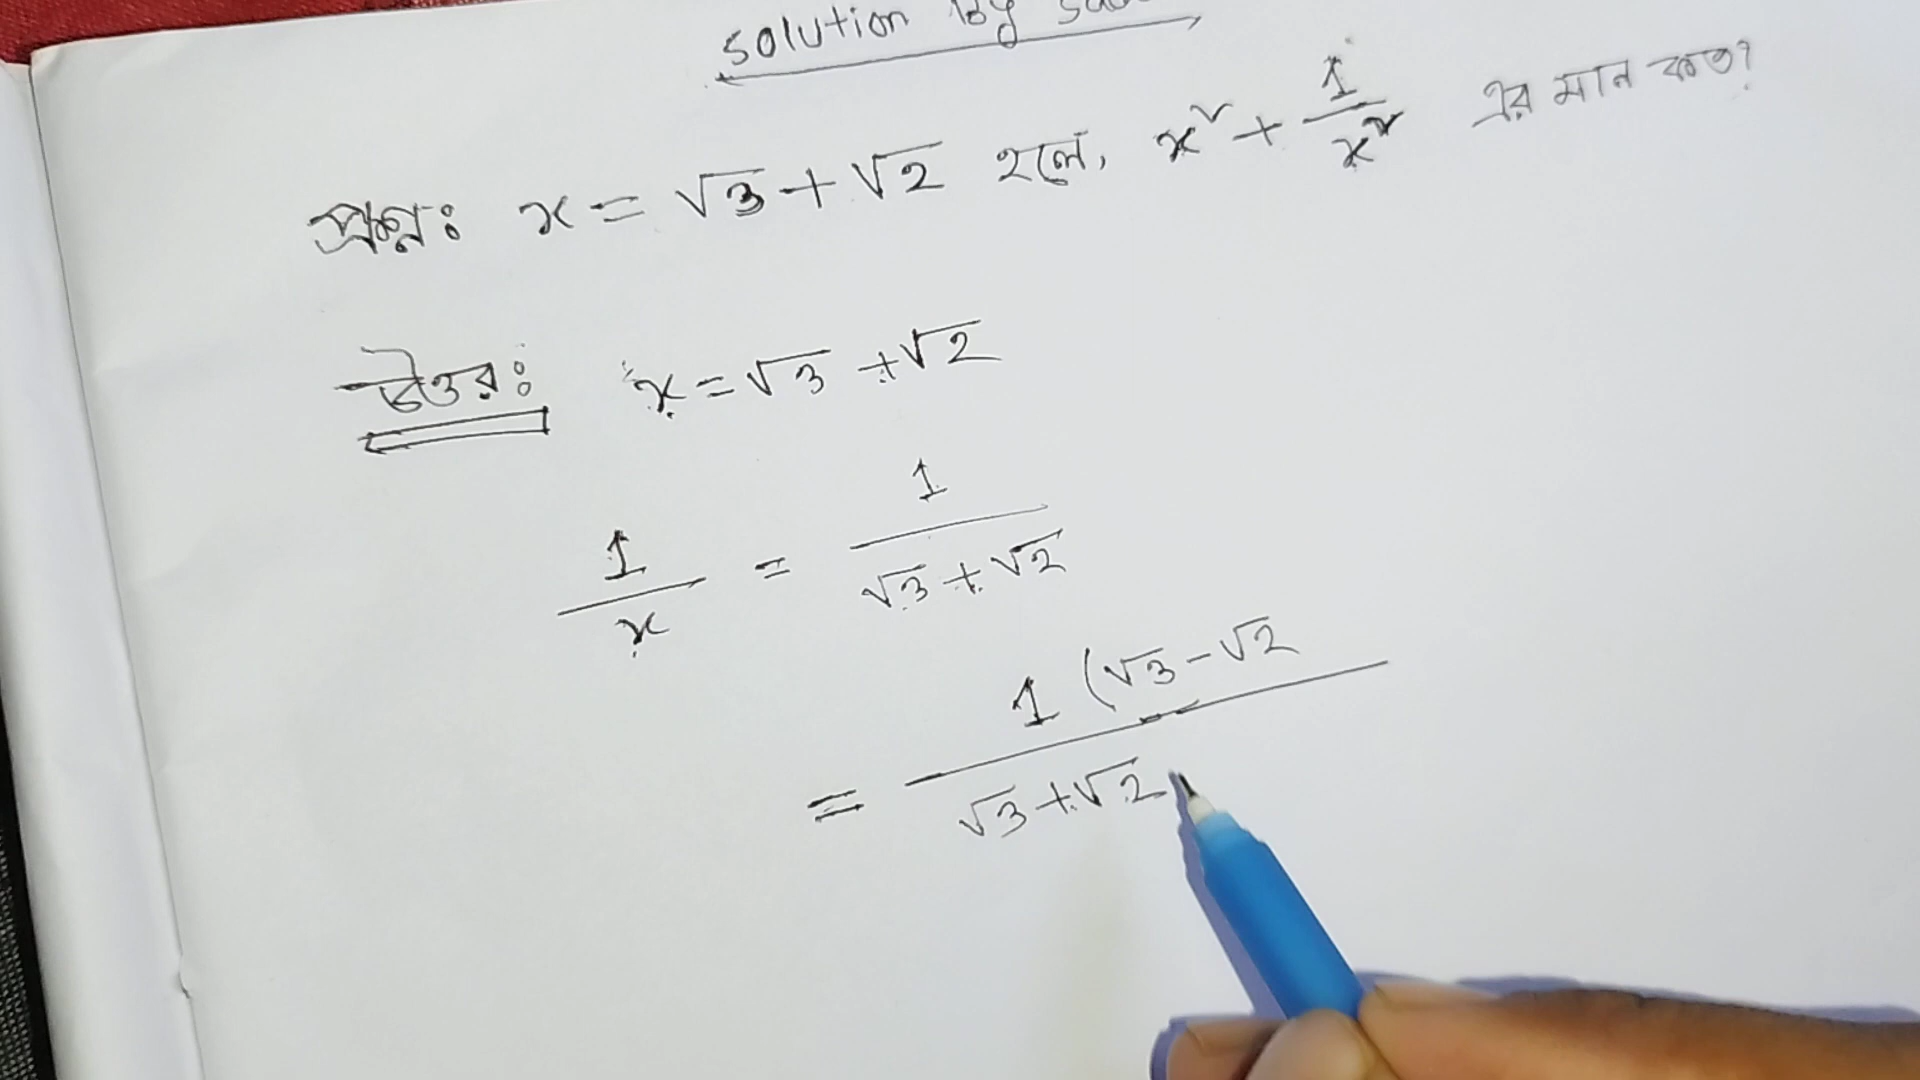 solution by
প্রশ্নঃ x = √3 + √2 হলে, x² + 1/x² এর মান কত?
উত্তরঃ x = √3 + √2
1/x = 1/(√3 + √2)
= 1 (√3 - √2 / √3 + √2